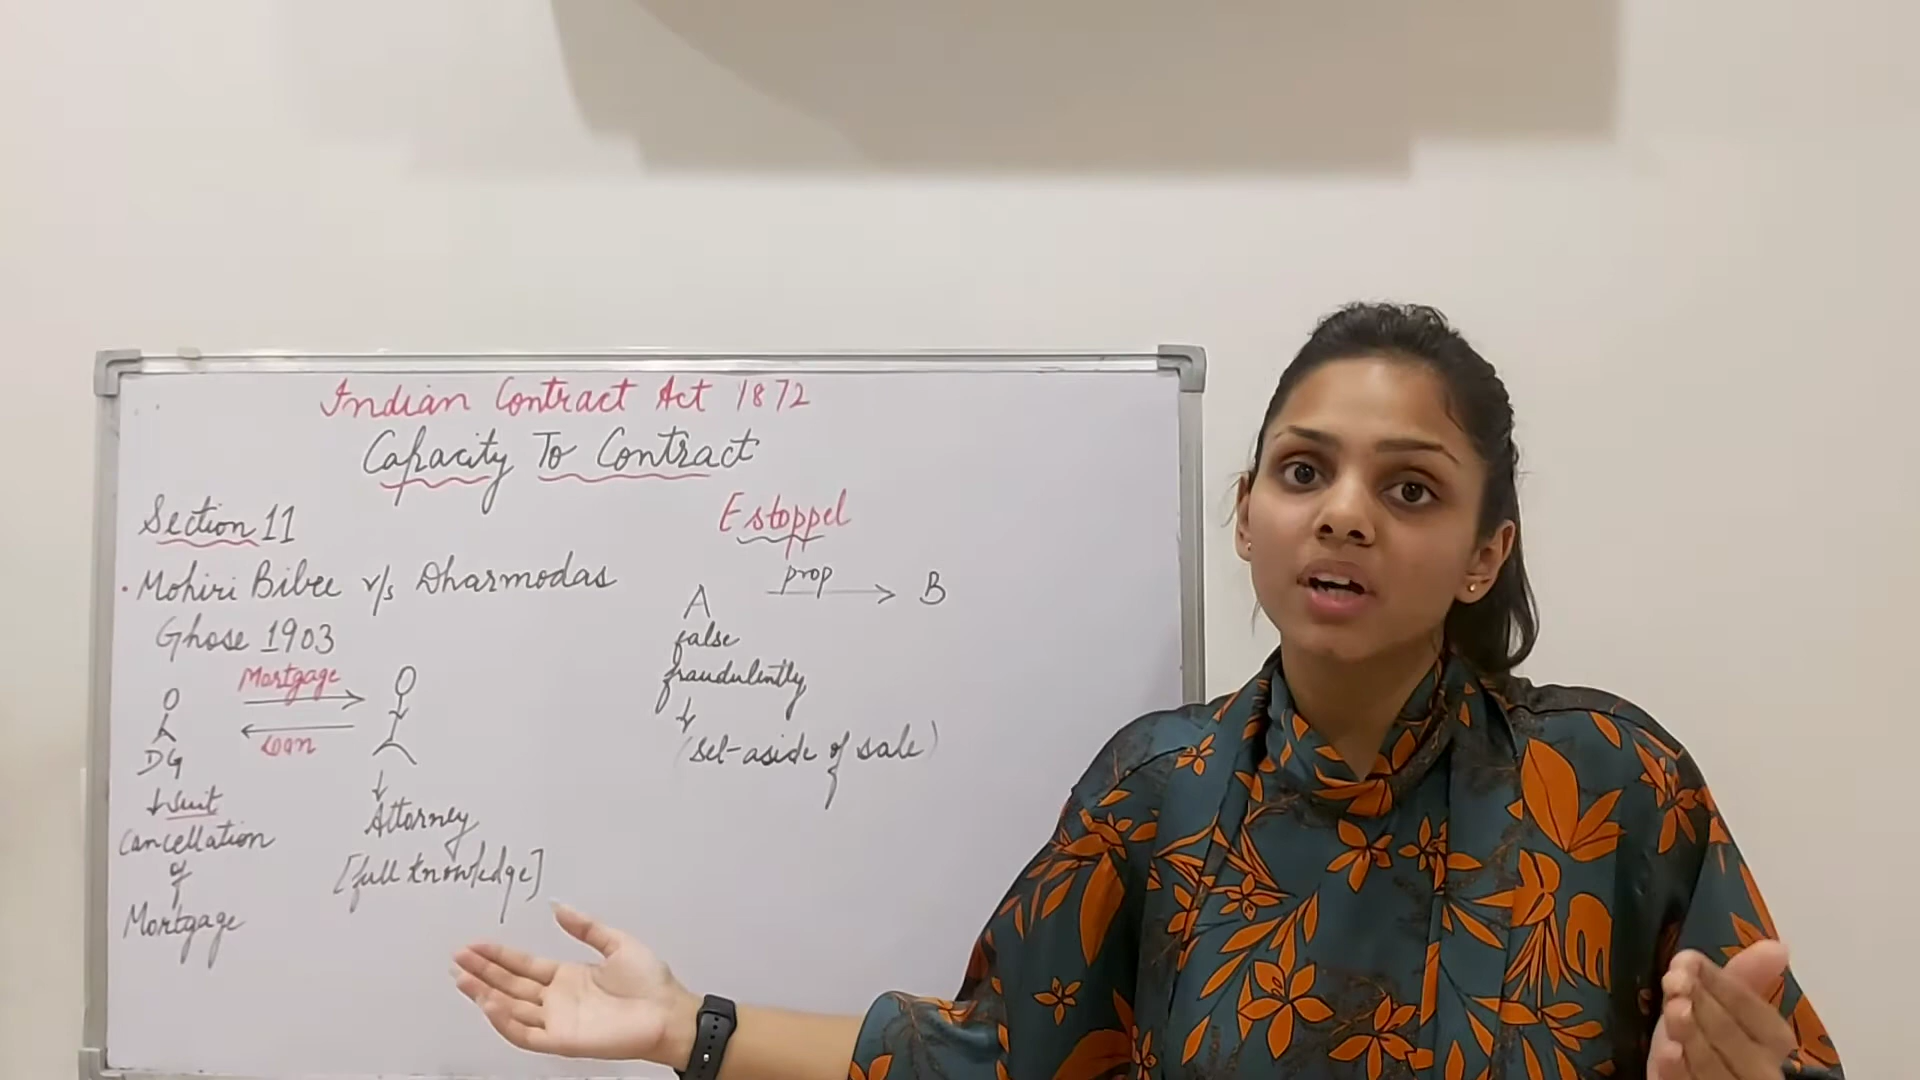 Indian Contract Act 1872
Capacity To Contract
Section 11
Mohiri Bibee v/s Dharmodas
Ghose 1903
Mortgage
Loan
DG
suit
Cancellation
of
Mortgage
Attorney
[full knowledge]
Estoppel
A
prop
B
false
fraudulently
(set-aside of sale)